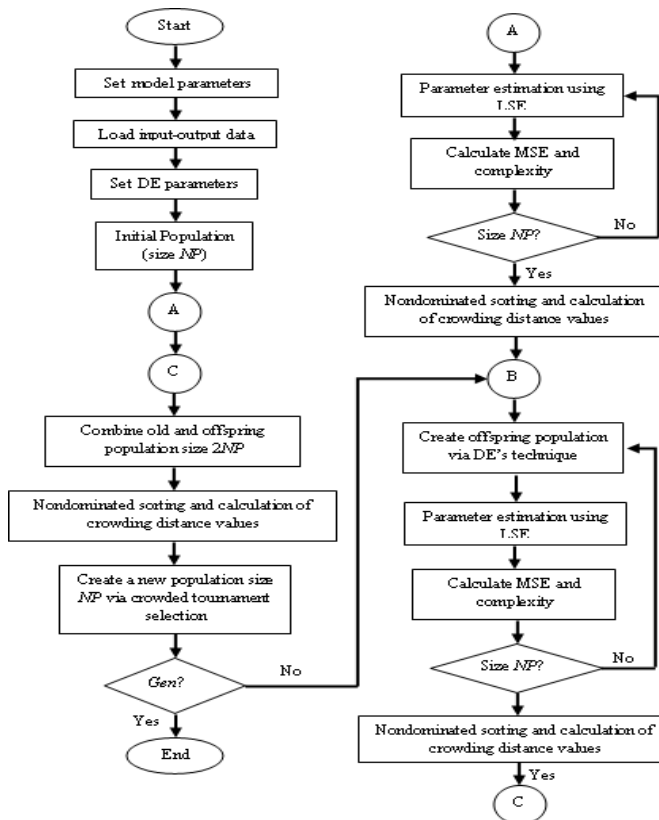 Start
Set model parameters
Load input-output data
Set DE parameters
Initial Population
(size NP)
A
C
Combine old and offspring
population size 2NP
Nondominated sorting and calculation of
crowding distance values
Create a new population size
NP via crowded tournament
selection
Gen?
No
Yes
End
A
Parameter estimation using
LSE
Calculate MSE and
complexity
Size NP?
No
Yes
Nondominated sorting and calculation
of crowding distance values
B
Create offspring population
via DE's technique
Parameter estimation using
LSE
Calculate MSE and
complexity
Size NP?
No
Nondominated sorting and calculation of
crowding distance values
Yes
C